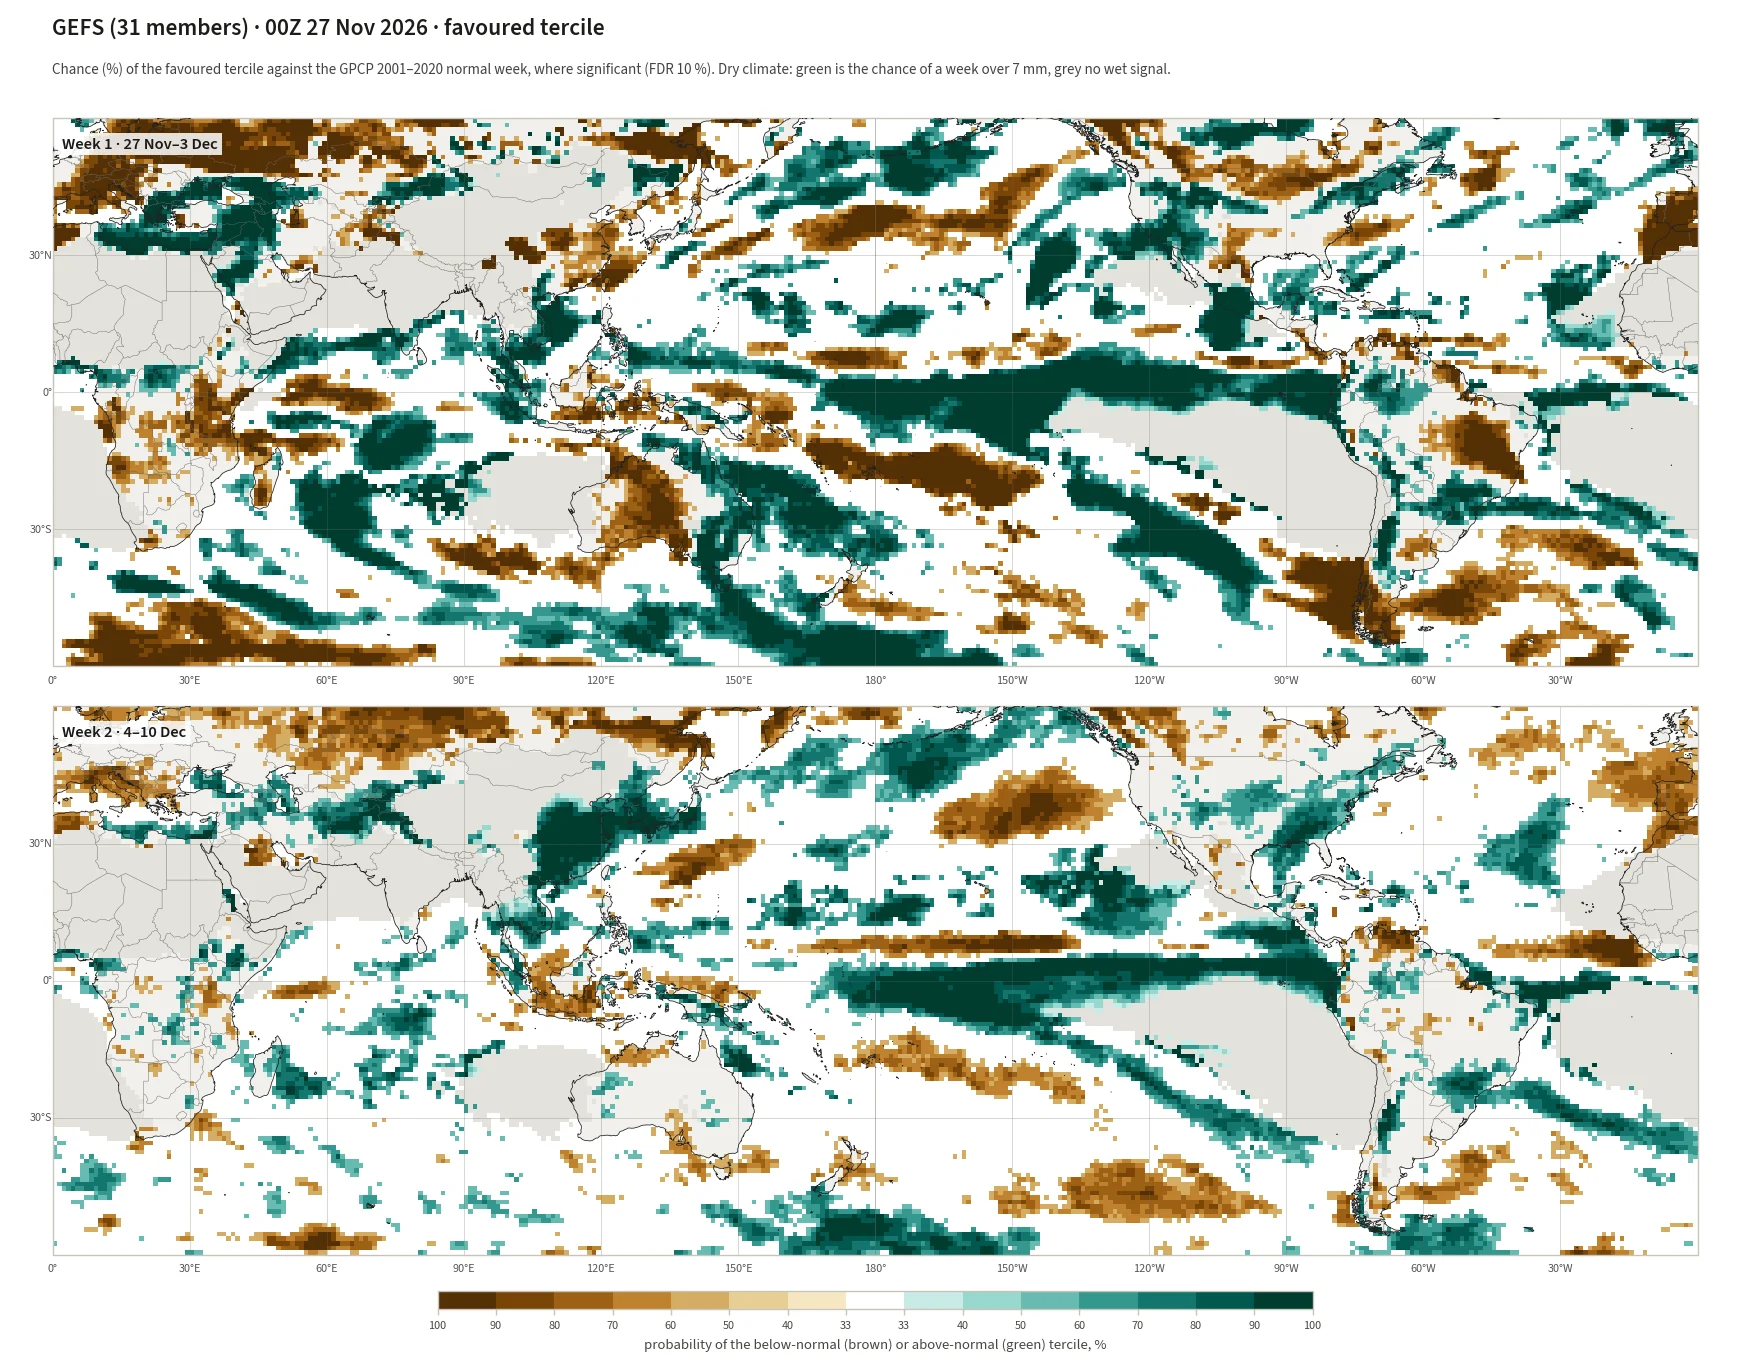 GEFS (31 members) · 00Z 27 Nov 2026 · favoured tercile
Chance (%) of the favoured tercile against the GPCP 2001–2020 normal week, where significant (FDR 10 %). Dry climate: green is the chance of a week over 7 mm, grey no wet signal.
Week 1 · 27 Nov–3 Dec
30°N
0°
30°S
0° 30°E 60°E 90°E 120°E 150°E 180° 150°W 120°W 90°W 60°W 30°W
Week 2 · 4–10 Dec
30°N
0°
30°S
0° 30°E 60°E 90°E 120°E 150°E 180° 150°W 120°W 90°W 60°W 30°W
100 90 80 70 60 50 40 33 33 40 50 60 70 80 90 100
probability of the below-normal (brown) or above-normal (green) tercile, %